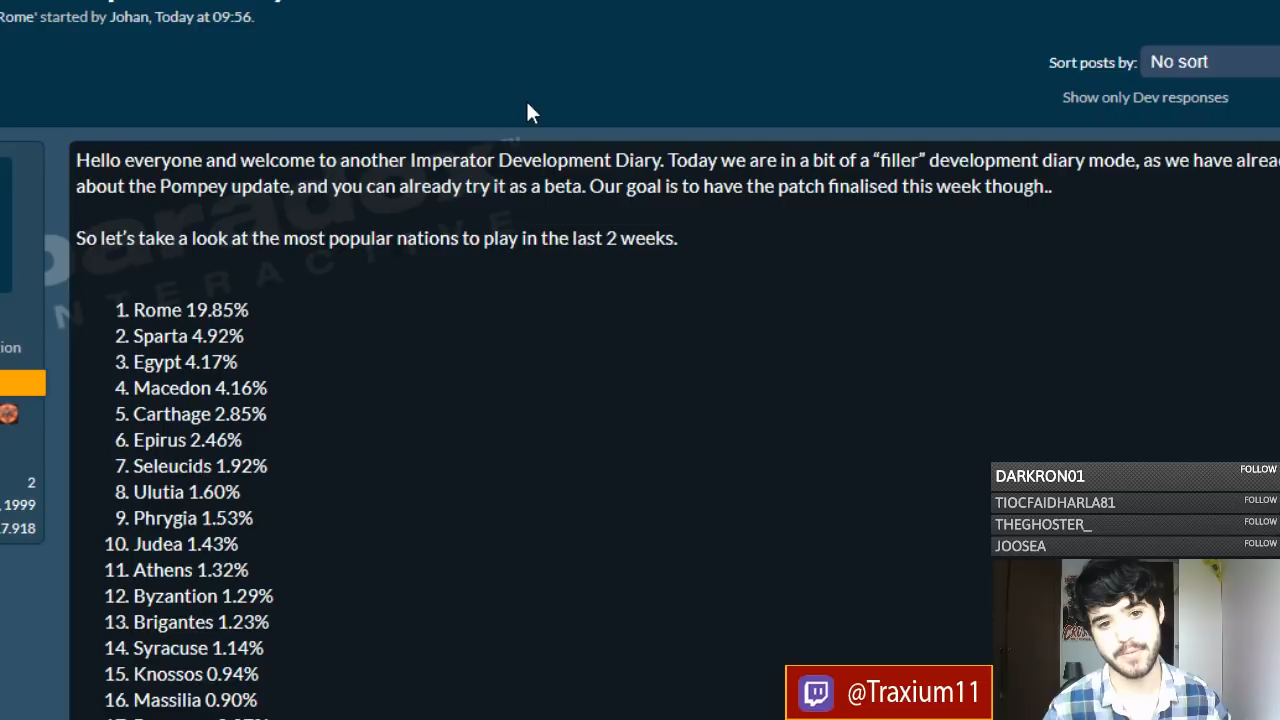 Rome' started by Johan, Today at 09:56.
Sort posts by: No sort
Show only Dev responses
Hello everyone and welcome to another Imperator Development Diary. Today we are in a bit of a “filler” development diary mode, as we have
about the Pompey update, and you can already try it as a beta. Our goal is to have the patch finalised this week though..
So let’s take a look at the most popular nations to play in the last 2 weeks.
paradox
INTERACTIVE
1. Rome 19.85%
2. Sparta 4.92%
3. Egypt 4.17%
4. Macedon 4.16%
5. Carthage 2.85%
6. Epirus 2.46%
7. Seleucids 1.92%
8. Ulutia 1.60%
9. Phrygia 1.53%
10. Judea 1.43%
11. Athens 1.32%
12. Byzantion 1.29%
13. Brigantes 1.23%
14. Syracuse 1.14%
15. Knossos 0.94%
16. Massilia 0.90%
ion
2
, 1999
7.918
DARKRON01 FOLLOW
TIOCFAIDHARLA81 FOLLOW
THEGHOSTER_ FOLLOW
JOOSEA FOLLOW
@Traxium11